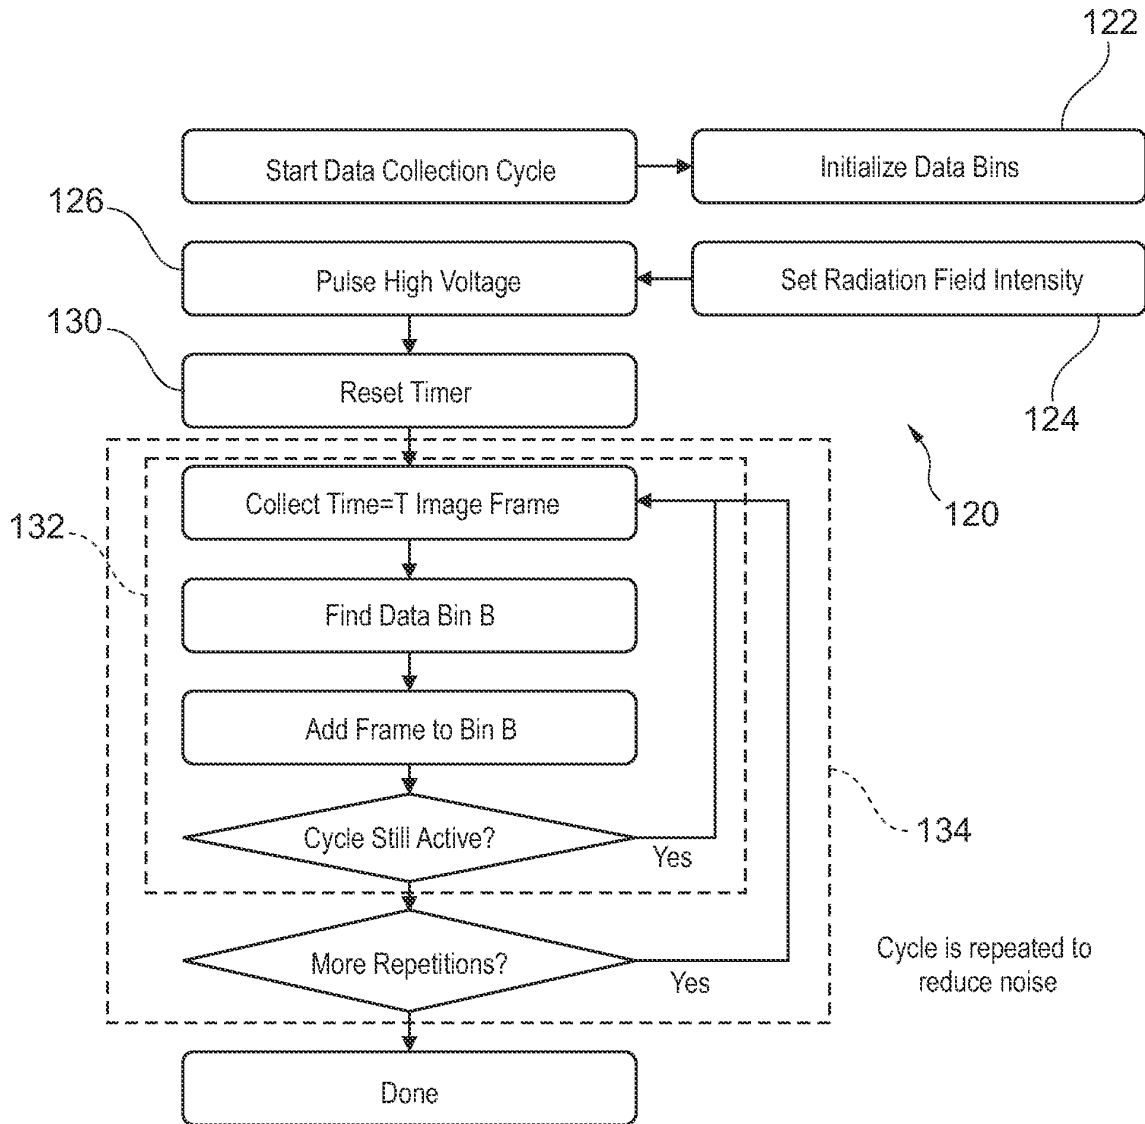 122
Start Data Collection Cycle
Initialize Data Bins
126
Pulse High Voltage
Set Radiation Field Intensity
130
Reset Timer
124
120
Collect Time=T Image Frame
132
Find Data Bin B
Add Frame to Bin B
Cycle Still Active?
Yes
134
More Repetitions?
Yes
Cycle is repeated to
reduce noise
Done